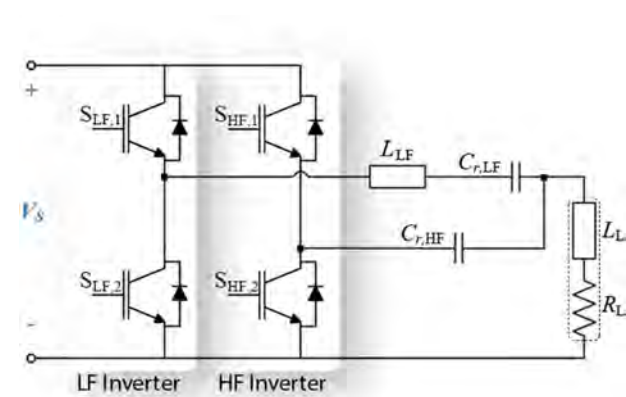 +
S_LF,1
S_HF,1
L_LF
C_r,LF
V_S
C_r,HF
L_L
S_LF,2
S_HF,2
R_L
-
LF Inverter
HF Inverter